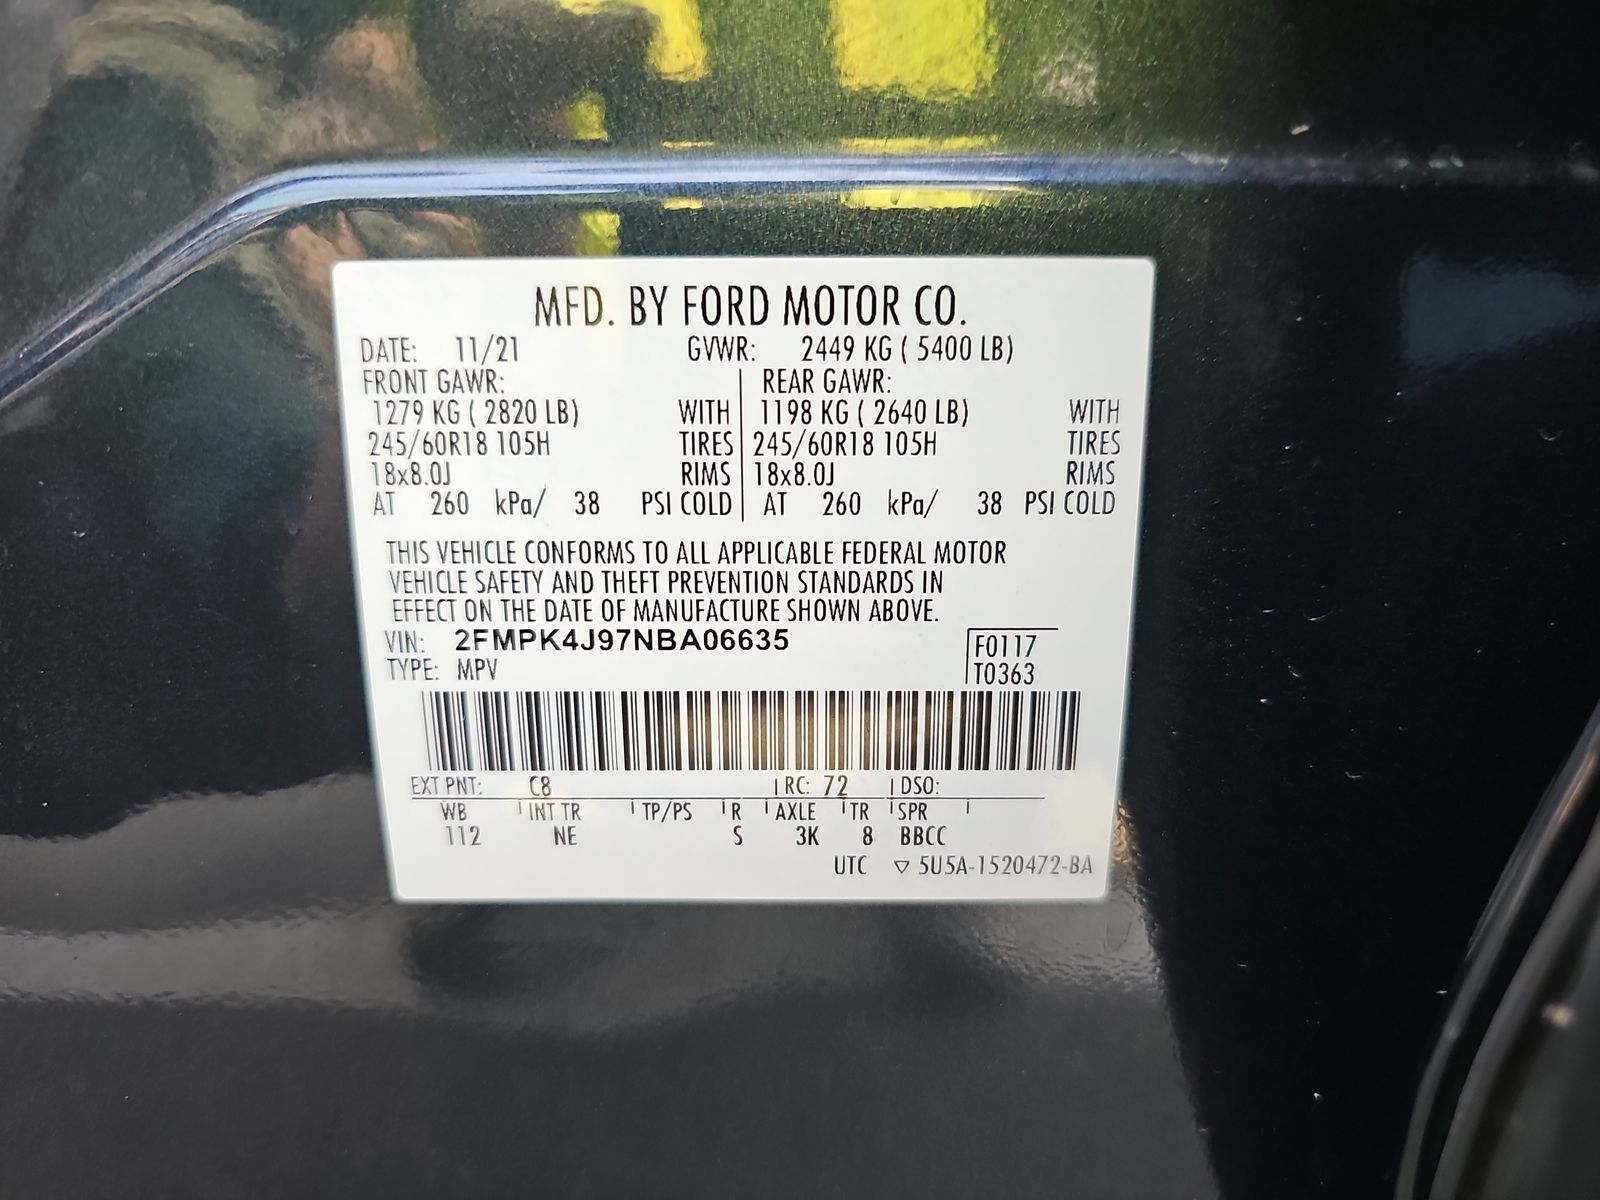 MFD. BY FORD MOTOR CO.
DATE: 11/21 GVWR: 2449 KG ( 5400 LB)
FRONT GAWR: REAR GAWR:
1279 KG ( 2820 LB) WITH 1198 KG ( 2640 LB) WITH
245/60R18 105H TIRES 245/60R18 105H TIRES
18x8.0J RIMS 18x8.0J RIMS
AT 260 kPa/ 38 PSI COLD AT 260 kPa/ 38 PSI COLD
THIS VEHICLE CONFORMS TO ALL APPLICABLE FEDERAL MOTOR
VEHICLE SAFETY AND THEFT PREVENTION STANDARDS IN
EFFECT ON THE DATE OF MANUFACTURE SHOWN ABOVE.
VIN: 2FMPK4J97NBA06635 F0117
TYPE: MPV T0363
EXT PNT: C8 RC: 72 DSO:
WB INT TR TP/PS R AXLE TR SPR
112 NE S 3K 8 BBCC
UTC ▽ 5U5A-1520472-BA